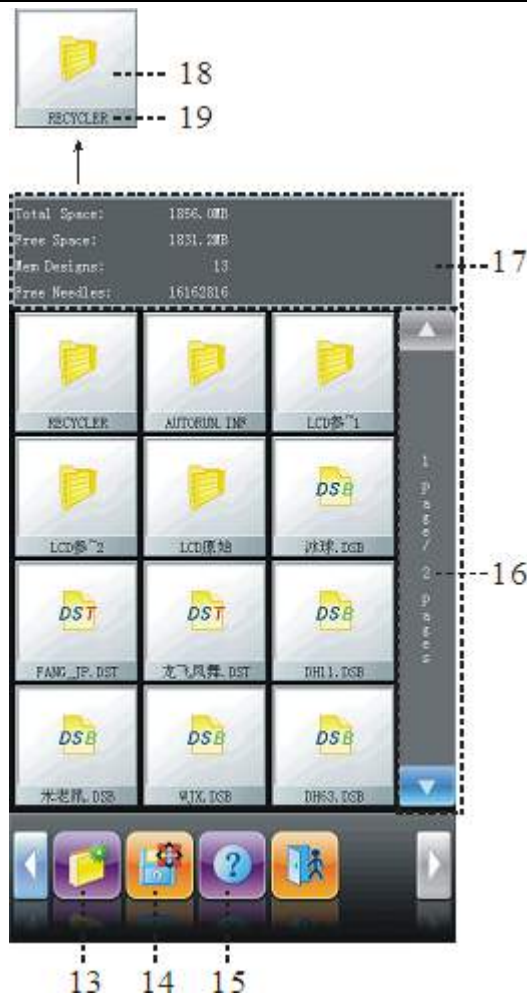 18
RECYCLER
19
Total Space: 1856.0MB
Free Space: 1831.2MB
Mem Designs: 13
Free Needles: 16162816
17
RECYCLER AUTORUN.INF LCD参~1
LCD参~2 LCD原始 冰球.DSB
DSB
1 page/ 2 pages
16
DST DST DSB
FANG_JP.DST 龙飞凤舞.DST DH11.DSB
DSB DSB DSB
米老鼠.DSB WJX.DSB DH63.DSB
?
13 14 15